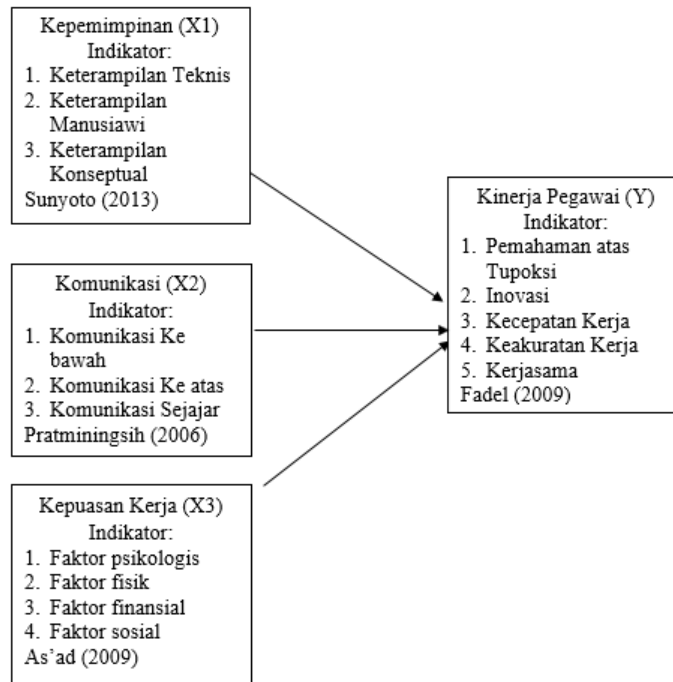 Kepemimpinan (X1)
Indikator:
1. Keterampilan Teknis
2. Keterampilan
Manusiawi
3. Keterampilan
Konseptual
Sunyoto (2013)
Komunikasi (X2)
Indikator:
1. Komunikasi Ke
bawah
2. Komunikasi Ke atas
3. Komunikasi Sejajar
Pratminingsih (2006)
Kepuasan Kerja (X3)
Indikator:
1. Faktor psikologis
2. Faktor fisik
3. Faktor finansial
4. Faktor sosial
As’ad (2009)
Kinerja Pegawai (Y)
Indikator:
1. Pemahaman atas
Tupoksi
2. Inovasi
3. Kecepatan Kerja
4. Keakuratan Kerja
5. Kerjasama
Fadel (2009)